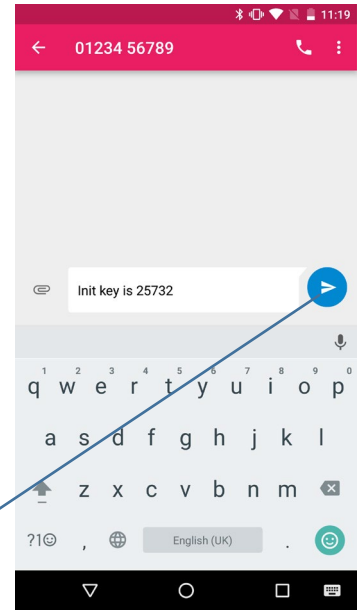 11:19
01234 56789
Init key is 25732
1 2 3 4 5 6 7 8 9 0
q w e r t y u i o p
a s d f g h j k l
z x c v b n m
?1☺ , English (UK) .